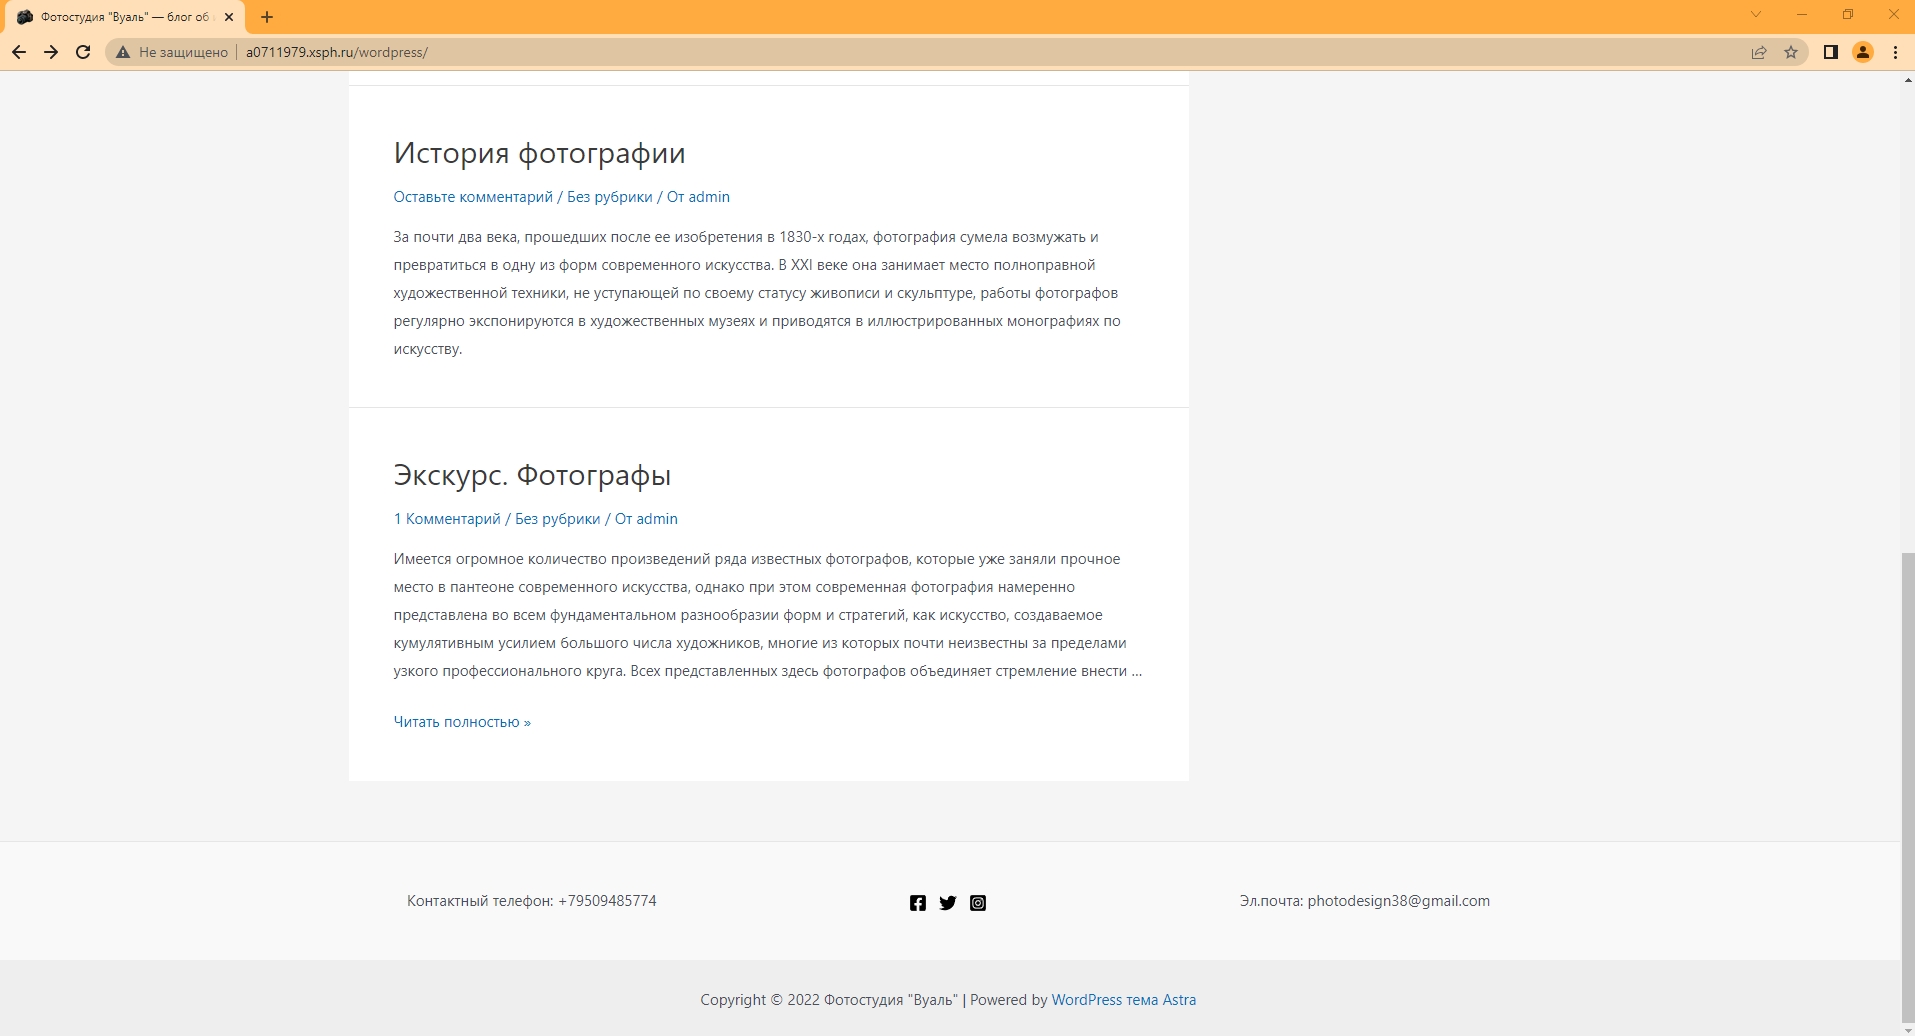 Фотостудия "Вуаль" — блог об
Не защищено
a0711979.xsph.ru/wordpress/
История фотографии
Оставьте комментарий / Без рубрики / От admin
За почти два века, прошедших после ее изобретения в 1830-х годах, фотография сумела возмужать и
превратиться в одну из форм современного искусства. В XXI веке она занимает место полноправной
художественной техники, не уступающей по своему статусу живописи и скульптуре, работы фотографов
регулярно экспонируются в художественных музеях и приводятся в иллюстрированных монографиях по
искусству.
Экскурс. Фотографы
1 Комментарий / Без рубрики / От admin
Имеется огромное количество произведений ряда известных фотографов, которые уже заняли прочное
место в пантеоне современного искусства, однако при этом современная фотография намеренно
представлена во всем фундаментальном разнообразии форм и стратегий, как искусство, создаваемое
кумулятивным усилием большого числа художников, многие из которых почти неизвестны за пределами
узкого профессионального круга. Всех представленных здесь фотографов объединяет стремление внести ...
Читать полностью »
Контактный телефон: +79509485774
Эл.почта: photodesign38@gmail.com
Copyright © 2022 Фотостудия "Вуаль" | Powered by WordPress тема Astra